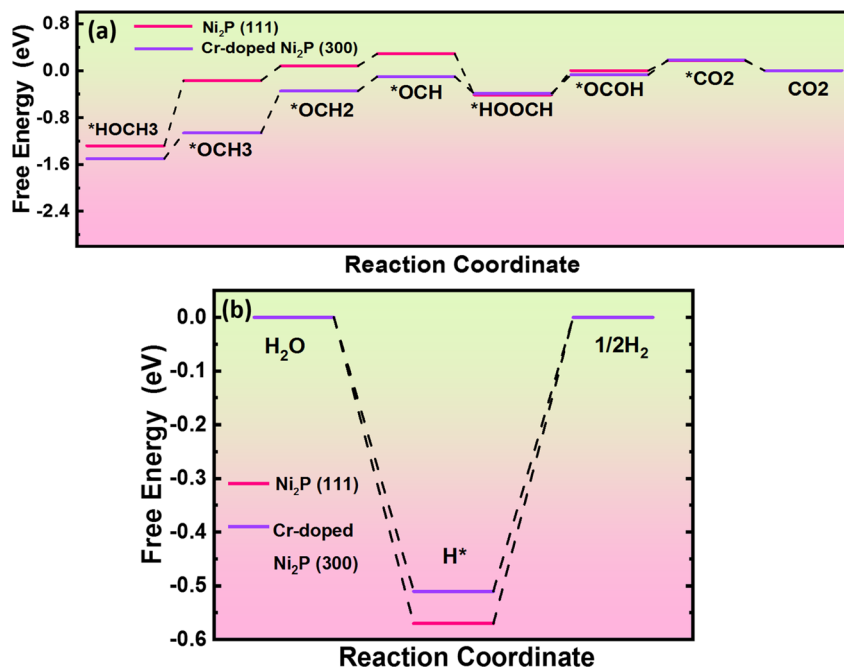 (a)
Ni₂P (111)
Cr-doped Ni₂P (300)
Free Energy (eV)
0.8
0.0
-0.8
-1.6
-2.4
*HOCH3
*OCH3
*OCH2
*OCH
*HOOCH
*OCOH
*CO2
CO2
Reaction Coordinate
(b)
Free Energy (eV)
0.0
-0.1
-0.2
-0.3
-0.4
-0.5
-0.6
H₂O
1/2H₂
Ni₂P (111)
Cr-doped
Ni₂P (300)
H*
Reaction Coordinate